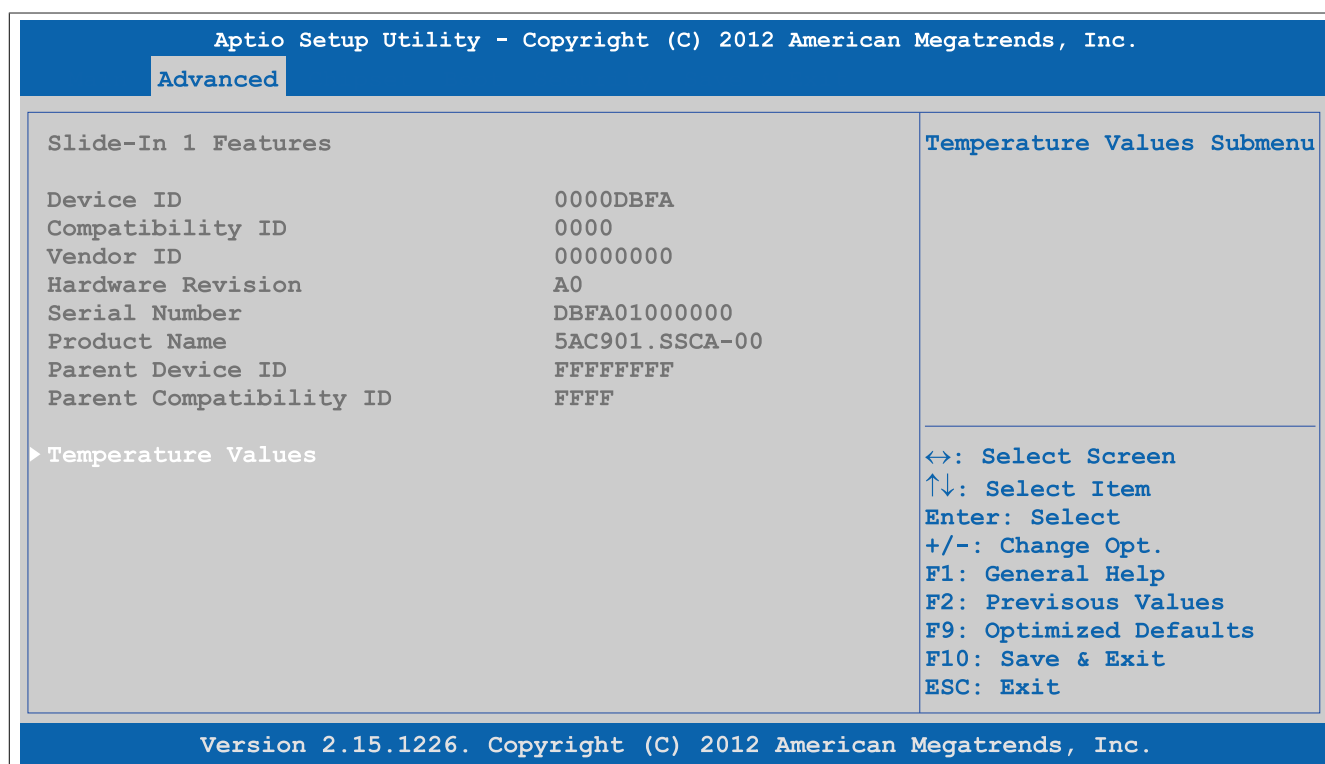 Aptio Setup Utility - Copyright (C) 2012 American Megatrends, Inc.
Advanced
Slide-In 1 Features
Device ID 0000DBFA
Compatibility ID 0000
Vendor ID 00000000
Hardware Revision A0
Serial Number DBFA01000000
Product Name 5AC901.SSCA-00
Parent Device ID FFFFFFFF
Parent Compatibility ID FFFF
Temperature Values
Temperature Values Submenu
↔: Select Screen
↑↓: Select Item
Enter: Select
+/-: Change Opt.
F1: General Help
F2: Previsous Values
F9: Optimized Defaults
F10: Save & Exit
ESC: Exit
Version 2.15.1226. Copyright (C) 2012 American Megatrends, Inc.